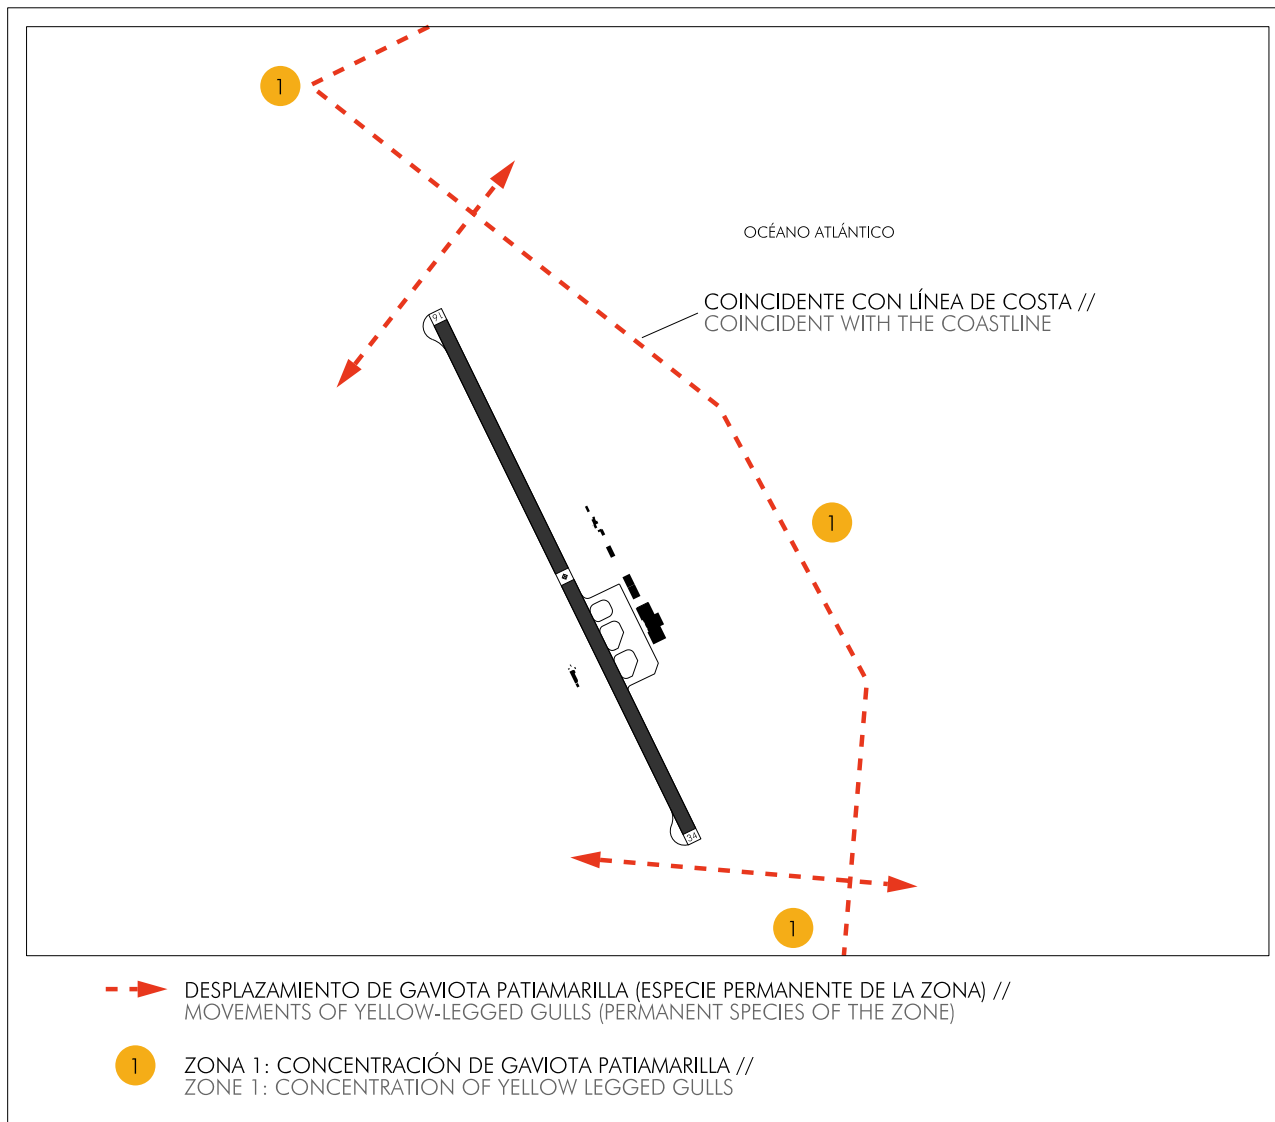 1
OCÉANO ATLÁNTICO
COINCIDENTE CON LÍNEA DE COSTA //
COINCIDENT WITH THE COASTLINE
16
1
34
1
DESPLAZAMIENTO DE GAVIOTA PATIAMARILLA (ESPECIE PERMANENTE DE LA ZONA) //
MOVEMENTS OF YELLOW-LEGGED GULLS (PERMANENT SPECIES OF THE ZONE)
1
ZONA 1: CONCENTRACIÓN DE GAVIOTA PATIAMARILLA //
ZONE 1: CONCENTRATION OF YELLOW LEGGED GULLS